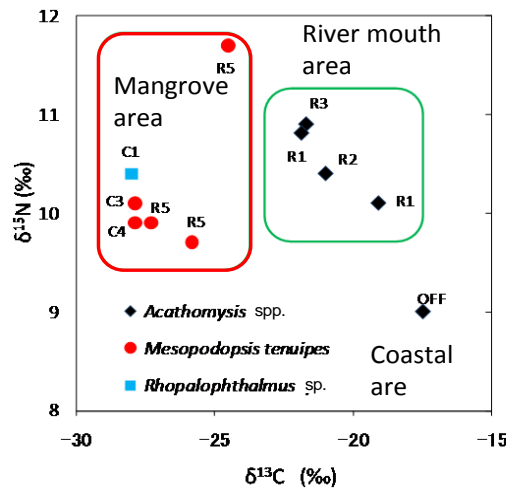 12
11
10
9
8
δ¹⁵N (‰)
River mouth
area
Mangrove
area
R5
R3
R1
R2
C1
C3
R5
C4
R5
R1
OFF
Acathomysis spp.
Mesopodopsis tenuipes
Rhopalophthalmus sp.
Coastal
are
−30
−25
−20
−15
δ¹³C (‰)